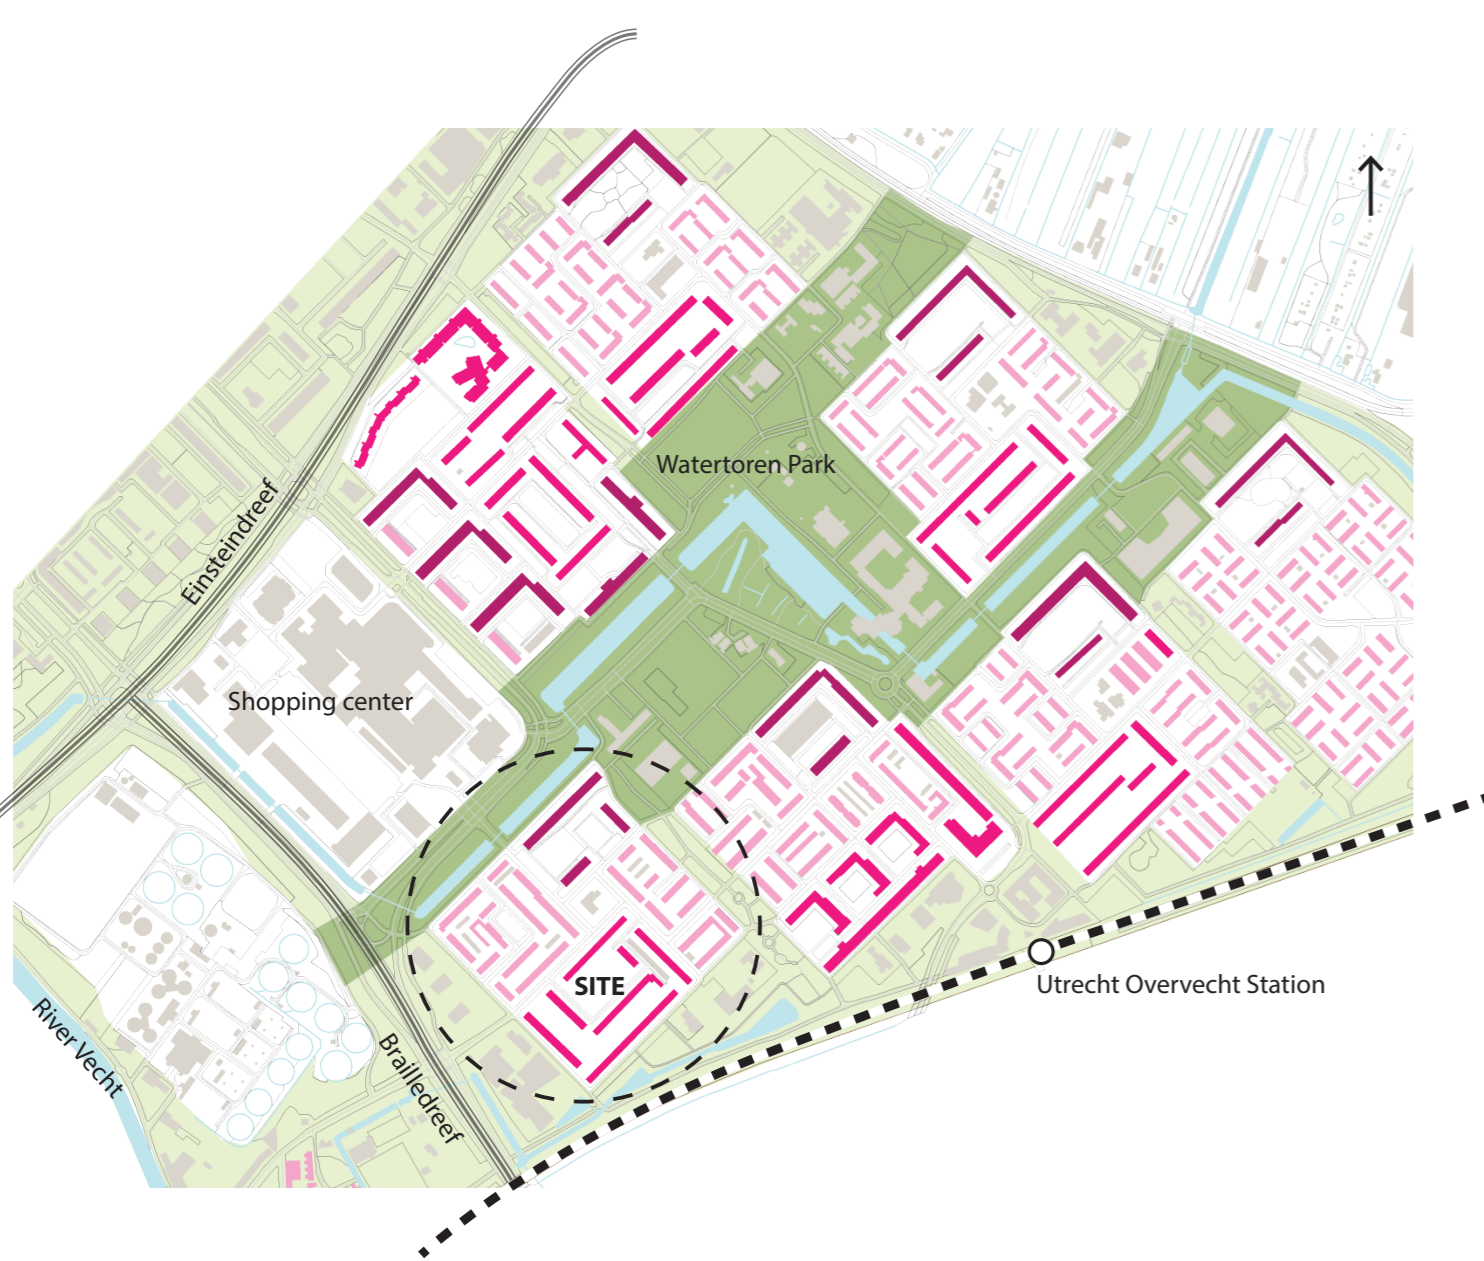 Watertoren Park
Einsteindreef
Shopping center
SITE
Utrecht Overvecht Station
River Vecht
Brailledreef